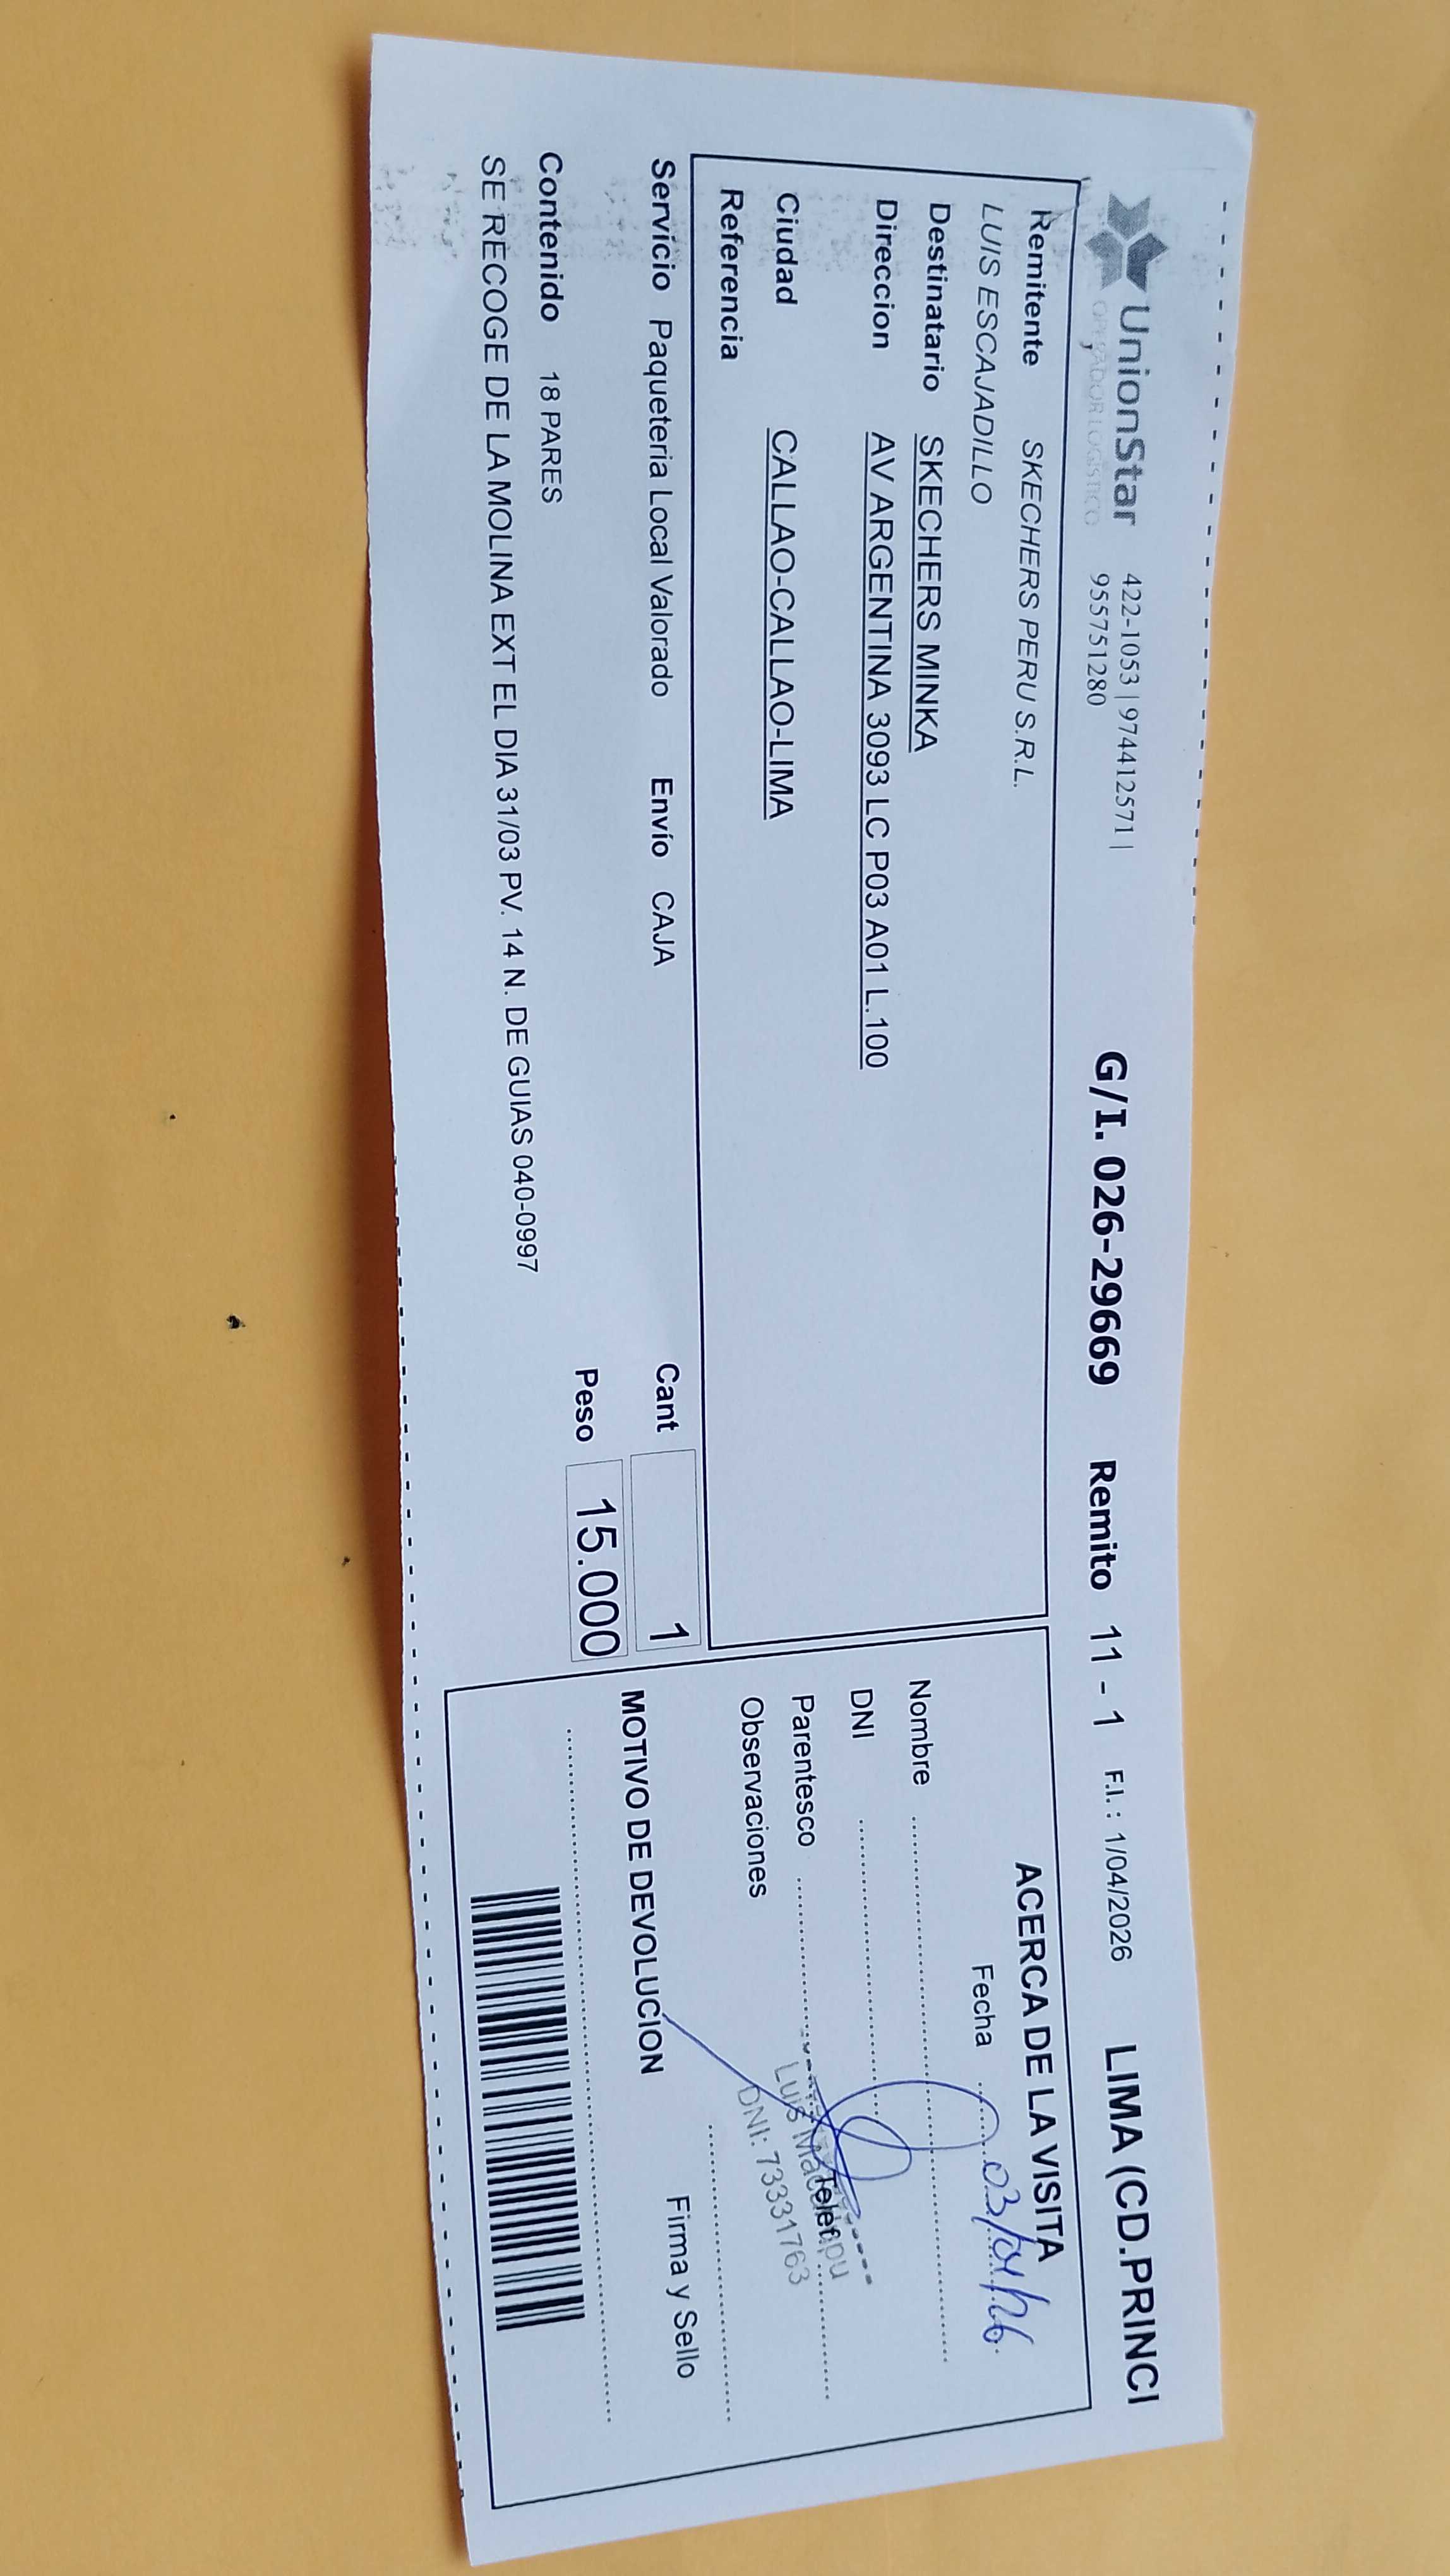 UnionStar
OPERADOR LOGISTICO
422-1053 | 974412571 |
955751280
G/I. 026-29669 Remito 11 - 1 F.I. : 1/04/2026 LIMA (CD.PRINCI
Remitente SKECHERS PERU S.R.L.
LUIS ESCAJADILLO
Destinatario SKECHERS MINKA
Direccion AV ARGENTINA 3093 LC P03 A01 L.100
Ciudad CALLAO-CALLAO-LIMA
Referencia
Servicio Paqueteria Local Valorado Envío CAJA
Cant 1
Contenido 18 PARES
Peso 15.000
SE RECOGE DE LA MOLINA EXT EL DIA 31/03 PV. 14 N. DE GUIAS 040-0997
ACERCA DE LA VISITA
Fecha 03/04/26
Nombre
DNI
Parentesco Telef.
Observaciones
Luis
DNI: 73331763
Firma y Sello
MOTIVO DE DEVOLUCION